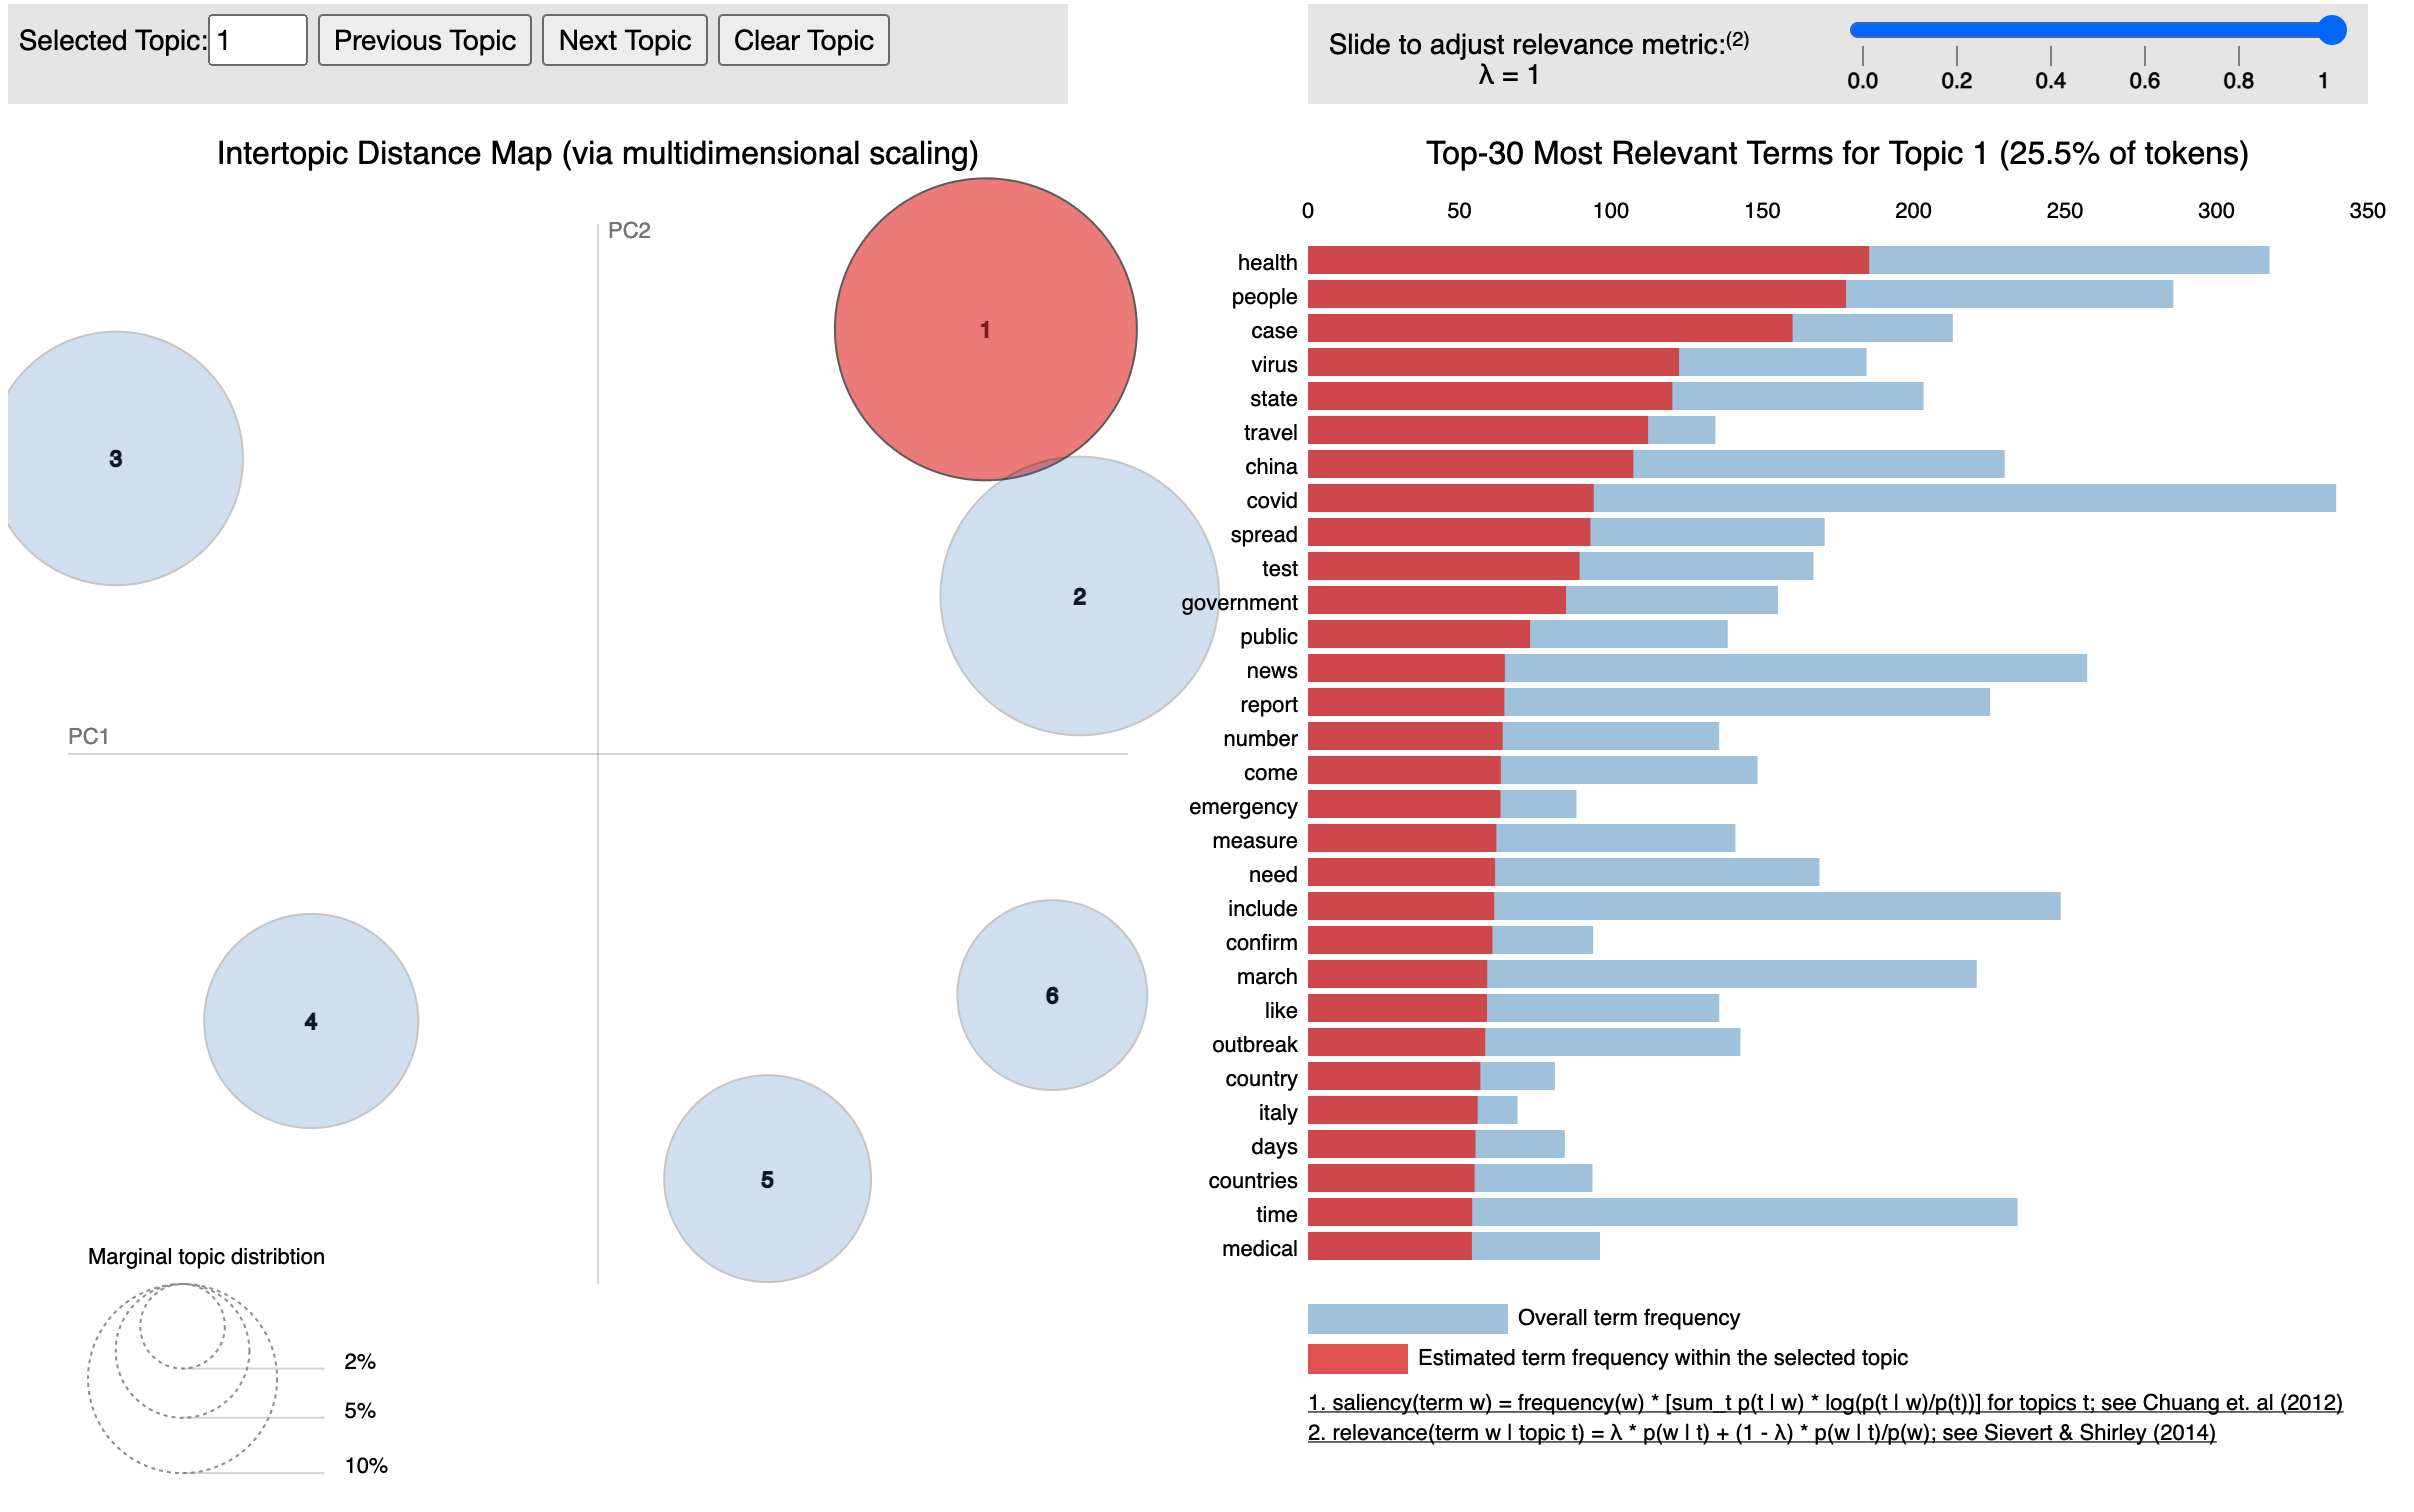 Selected Topic: 1 Previous Topic Next Topic Clear Topic
Slide to adjust relevance metric:(2)
λ = 1
0.0 0.2 0.4 0.6 0.8 1
Intertopic Distance Map (via multidimensional scaling)
PC2
PC1
1
2
3
4
5
6
Marginal topic distribtion
2%
5%
10%
Top-30 Most Relevant Terms for Topic 1 (25.5% of tokens)
0 50 100 150 200 250 300 350
health
people
case
virus
state
travel
china
covid
spread
test
government
public
news
report
number
come
emergency
measure
need
include
confirm
march
like
outbreak
country
italy
days
countries
time
medical
Overall term frequency
Estimated term frequency within the selected topic
1. saliency(term w) = frequency(w) * [sum_t p(t | w) * log(p(t | w)/p(t))] for topics t; see Chuang et. al (2012)
2. relevance(term w | topic t) = λ * p(w | t) + (1 - λ) * p(w | t)/p(w); see Sievert & Shirley (2014)